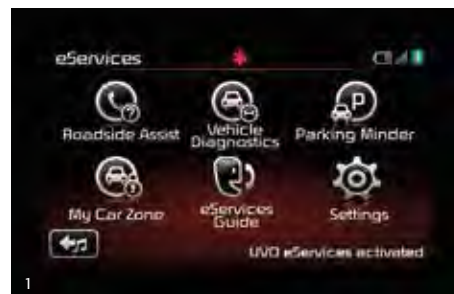 eServices
Roadside Assist
Vehicle
Diagnostics
Parking Minder
My Car Zone
eServices
Guide
Settings
UVO eServices activated
1